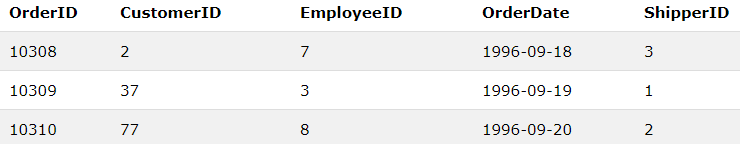 OrderID CustomerID EmployeeID OrderDate ShipperID
10308 2 7 1996-09-18 3
10309 37 3 1996-09-19 1
10310 77 8 1996-09-20 2